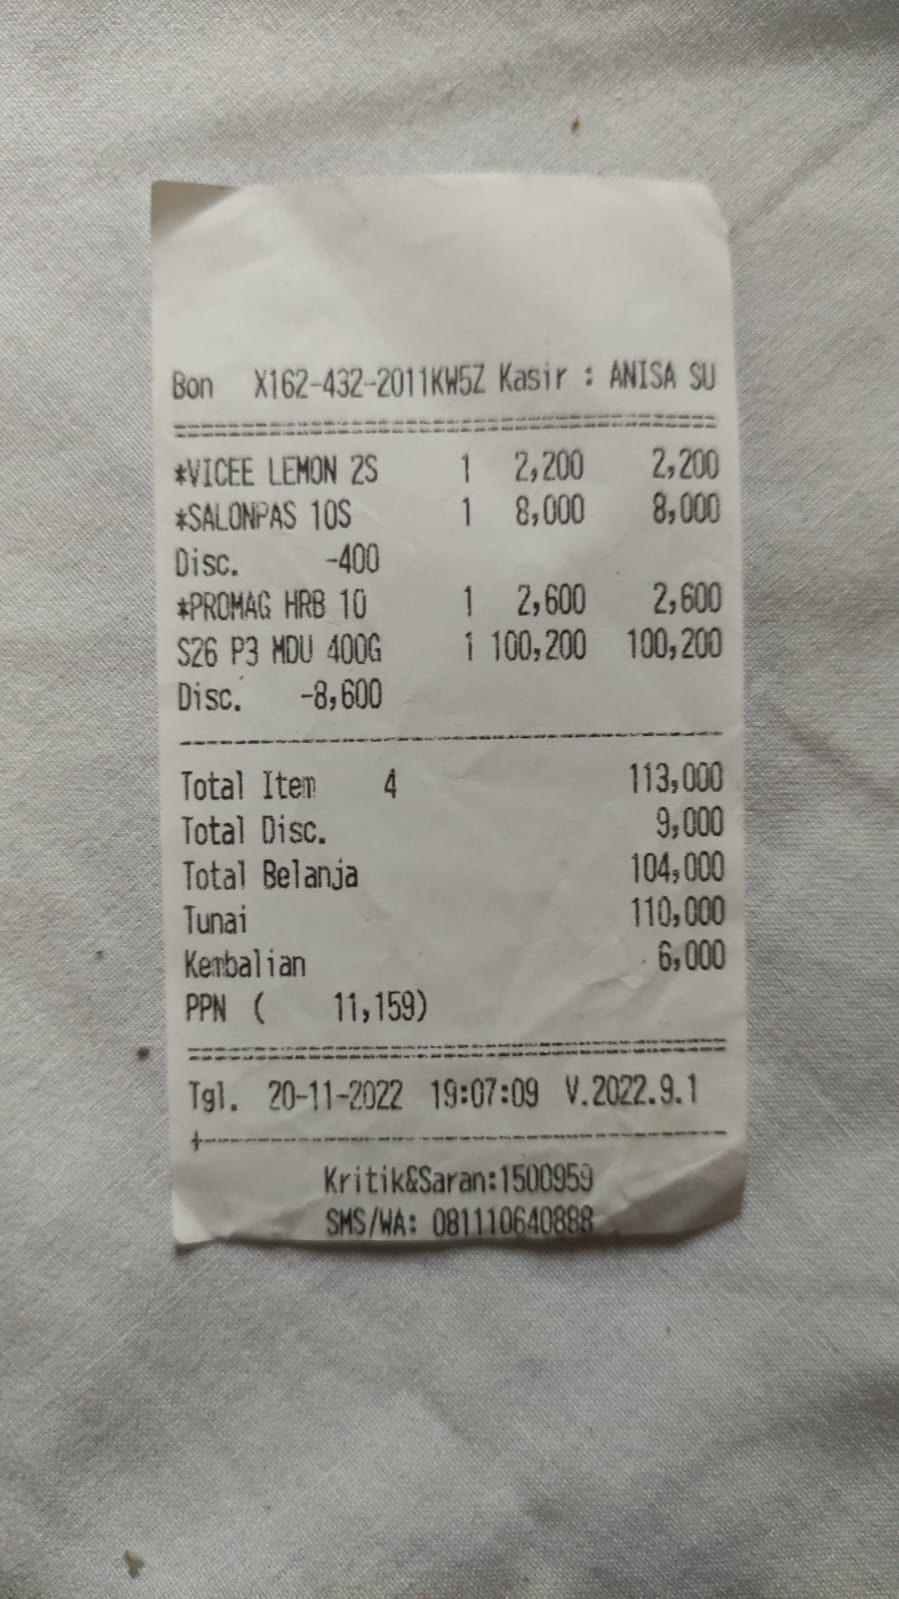 Bon X162-432-2011KW5Z Kasir : ANISA SU
*VICEE LEMON 2S 1 2,200 2,200
*SALONPAS 10S 1 8,000 8,000
Disc. -400
*PROMAG HRB 10 1 2,600 2,600
S26 P3 MDU 400G 1 100,200 100,200
Disc. -8,600
Total Item 4 113,000
Total Disc. 9,000
Total Belanja 104,000
Tunai 110,000
Kembalian 6,000
PPN ( 11,159)
Tgl. 20-11-2022 19:07:09 V.2022.9.1
Kritik&Saran:1500959
SMS/WA: 081110640888